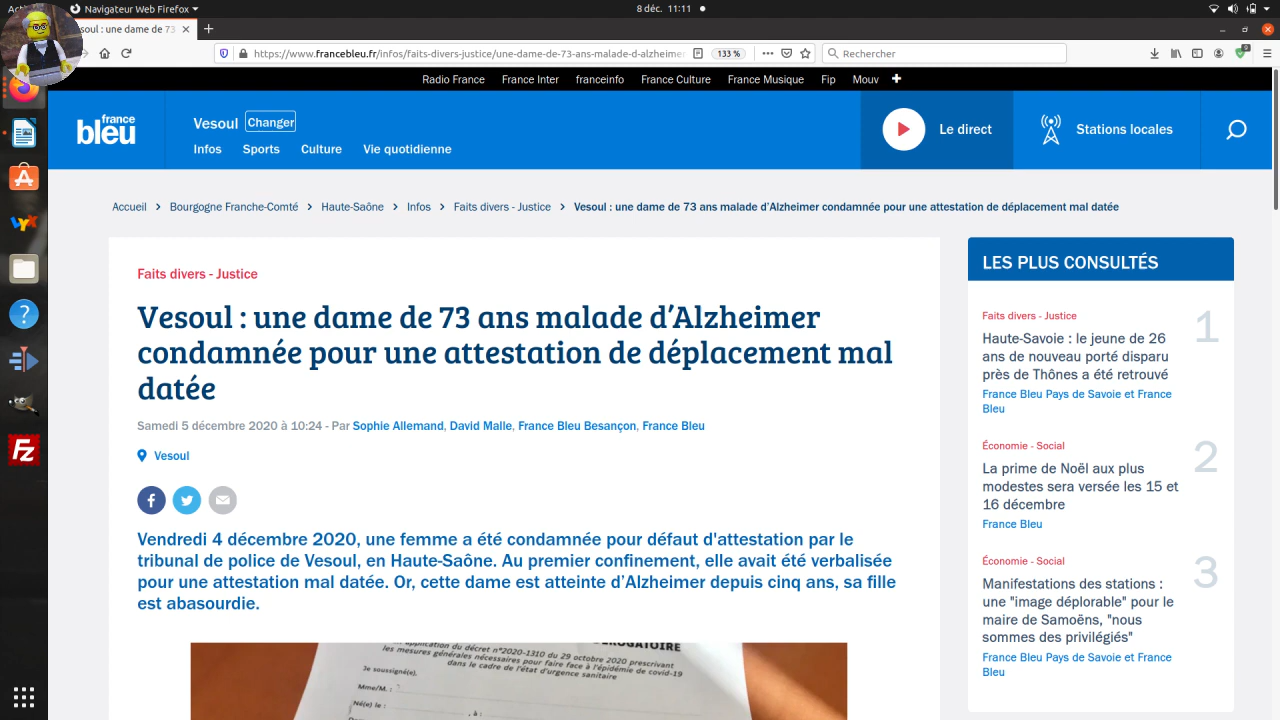 Navigateur Web Firefox
8 déc. 11:11
soul : une dame de 73
https://www.francebleu.fr/infos/faits-divers-justice/une-dame-de-73-ans-malade-d-alzheime
133 %
Rechercher
Radio France France Inter franceinfo France Culture France Musique Fip Mouv
france
bleu
Vesoul Changer
Infos Sports Culture Vie quotidienne
Le direct
Stations locales
Accueil > Bourgogne Franche-Comté > Haute-Saône > Infos > Faits divers - Justice > Vesoul : une dame de 73 ans malade d’Alzheimer condamnée pour une attestation de déplacement mal datée
Faits divers - Justice
Vesoul : une dame de 73 ans malade d’Alzheimer
condamnée pour une attestation de déplacement mal
datée
Samedi 5 décembre 2020 à 10:24 - Par Sophie Allemand, David Malle, France Bleu Besançon, France Bleu
Vesoul
Vendredi 4 décembre 2020, une femme a été condamnée pour défaut d'attestation par le
tribunal de police de Vesoul, en Haute-Saône. Au premier confinement, elle avait été verbalisée
pour une attestation mal datée. Or, cette dame est atteinte d’Alzheimer depuis cinq ans, sa fille
est abasourdie.
application du décret n°2020-1310 du 29 octobre 2020 prescrivant
les mesures générales nécessaires pour faire face à l'épidémie de covid-19
dans le cadre de l'état d'urgence sanitaire
Je soussigné(e),
Mme/M. :
Né(e) le :
, à :
LES PLUS CONSULTÉS
Faits divers - Justice
1
Haute-Savoie : le jeune de 26
ans de nouveau porté disparu
près de Thônes a été retrouvé
France Bleu Pays de Savoie et France
Bleu
Économie - Social
2
La prime de Noël aux plus
modestes sera versée les 15 et
16 décembre
France Bleu
Économie - Social
3
Manifestations des stations :
une "image déplorable" pour le
maire de Samoëns, "nous
sommes des privilégiés"
France Bleu Pays de Savoie et France
Bleu